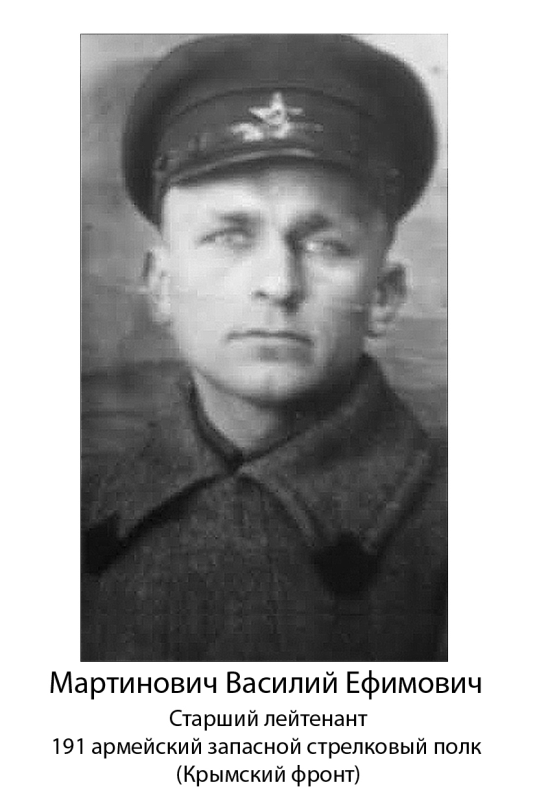 Мартинович Василий Ефимович
Старший лейтенант
191 армейский запасной стрелковый полк
(Крымский фронт)